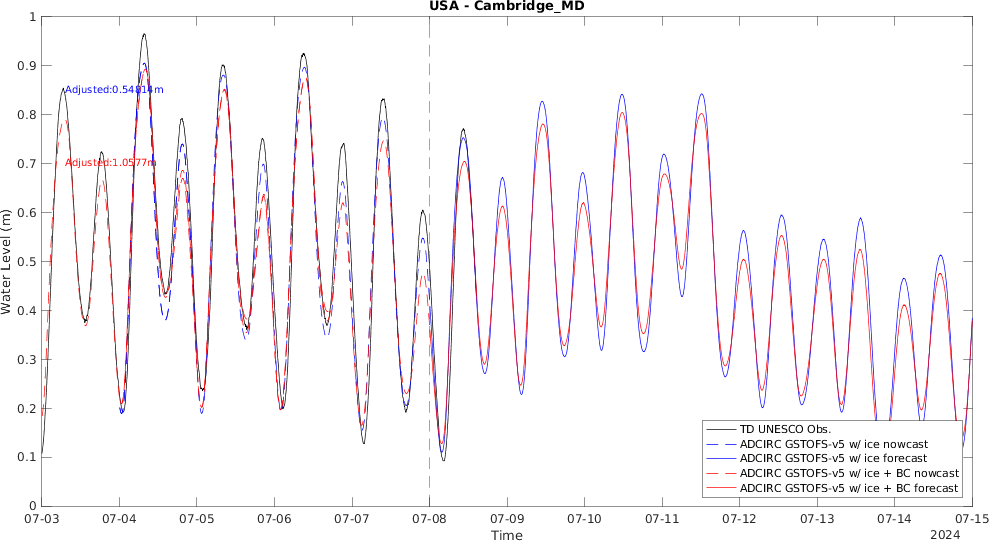 USA - Cambridge_MD
1
0.9
0.8
0.7
0.6
0.5
0.4
0.3
0.2
0.1
0
Water Level (m)
Adjusted:0.54814m
Adjusted:1.0577m
TD UNESCO Obs.
ADCIRC GSTOFS-v5 w/ ice nowcast
ADCIRC GSTOFS-v5 w/ ice forecast
ADCIRC GSTOFS-v5 w/ ice + BC nowcast
ADCIRC GSTOFS-v5 w/ ice + BC forecast
07-03 07-04 07-05 07-06 07-07 07-08 07-09 07-10 07-11 07-12 07-13 07-14 07-15
Time
2024